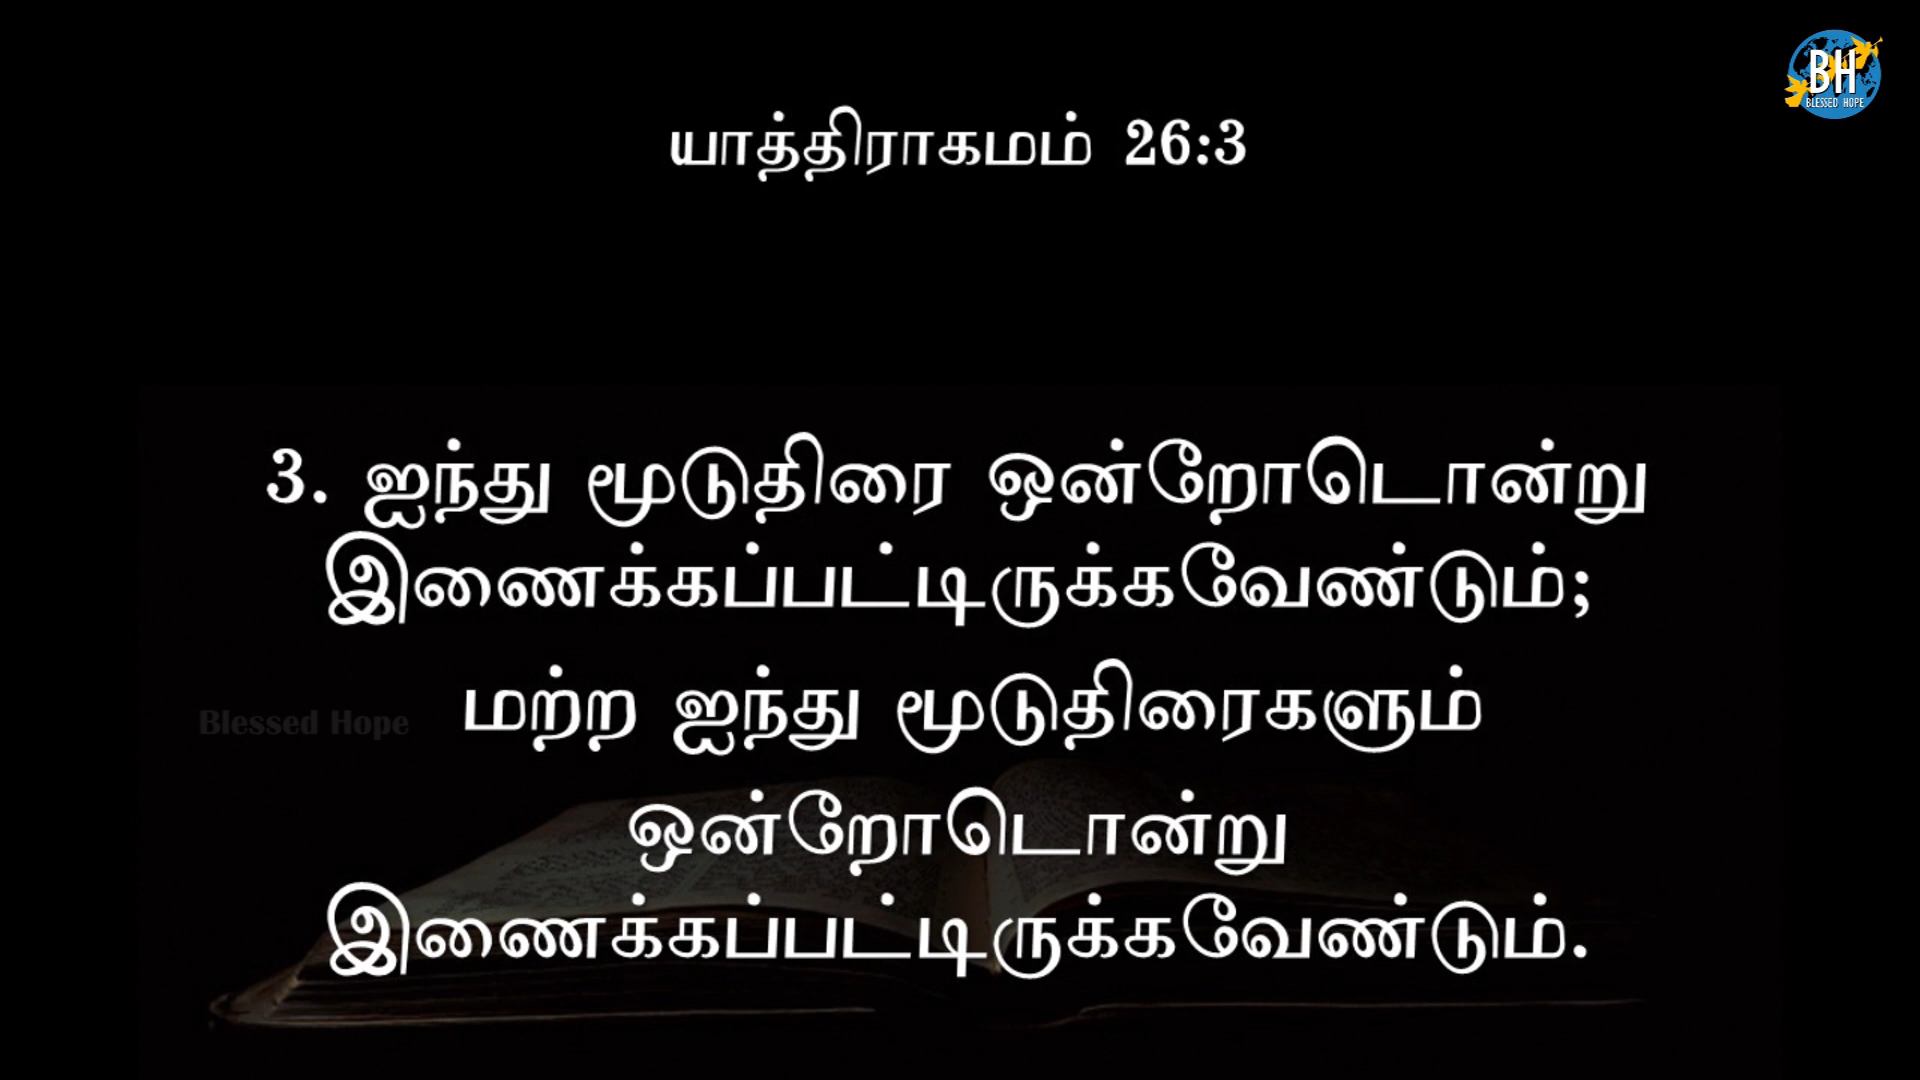 BH
BLESSED HOPE
யாத்திராகமம் 26:3
3. ஐந்து மூடுதிரை ஒன்றோடொன்று
இணைக்கப்பட்டிருக்கவேண்டும்;
மற்ற ஐந்து மூடுதிரைகளும்
Blessed Hope
ஒன்றோடொன்று
இணைக்கப்பட்டிருக்கவேண்டும்.